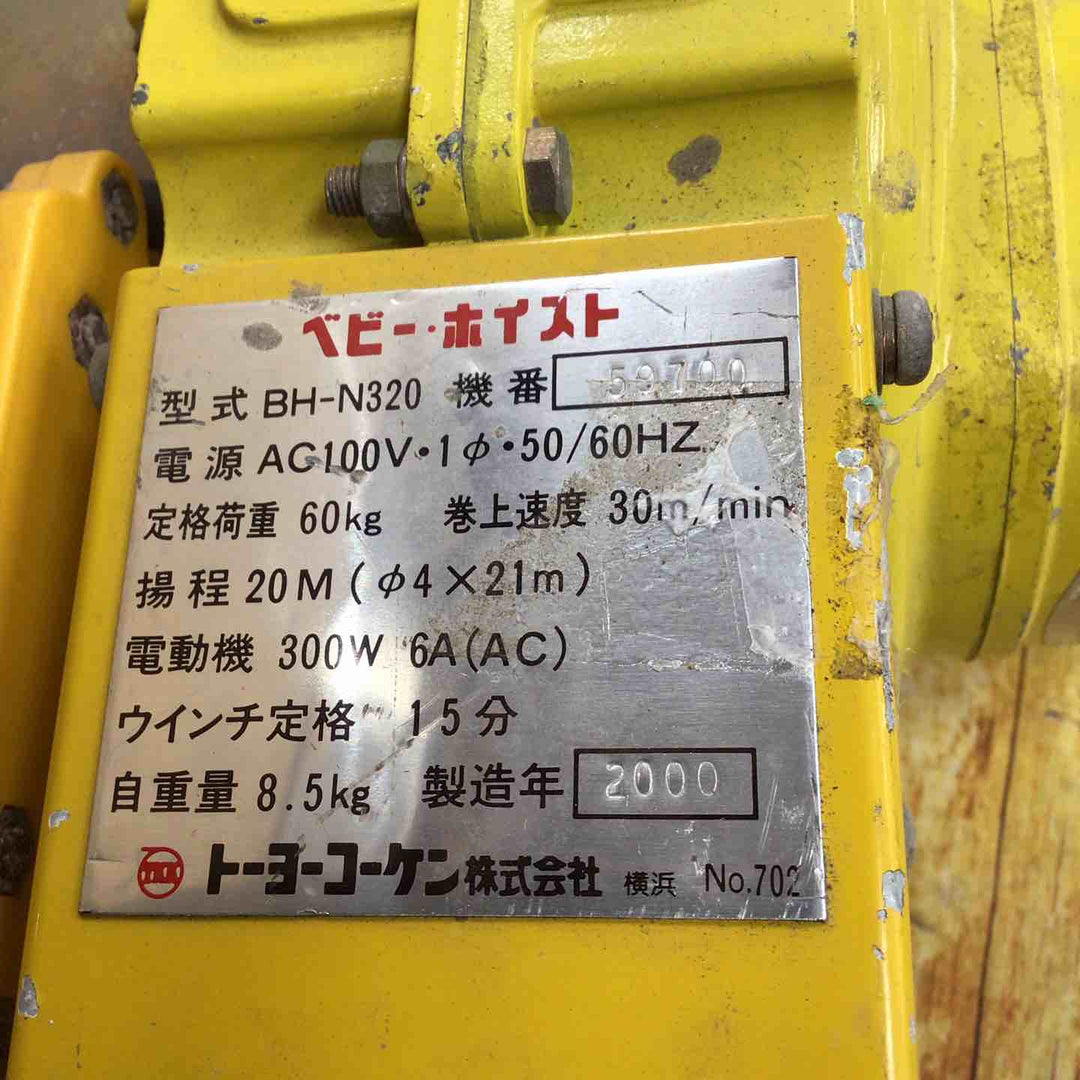 ベビー・ホイスト
型式 BH-N320 機番 59700
電源 AC100V・1φ・50/60HZ
定格荷重 60kg 巻上速度 30m/min
揚程 20M (φ4×21m)
電動機 300W 6A(AC)
ウインチ定格 15分
自重量 8.5kg 製造年 2000
トーヨーコーケン株式会社 横浜 No.702